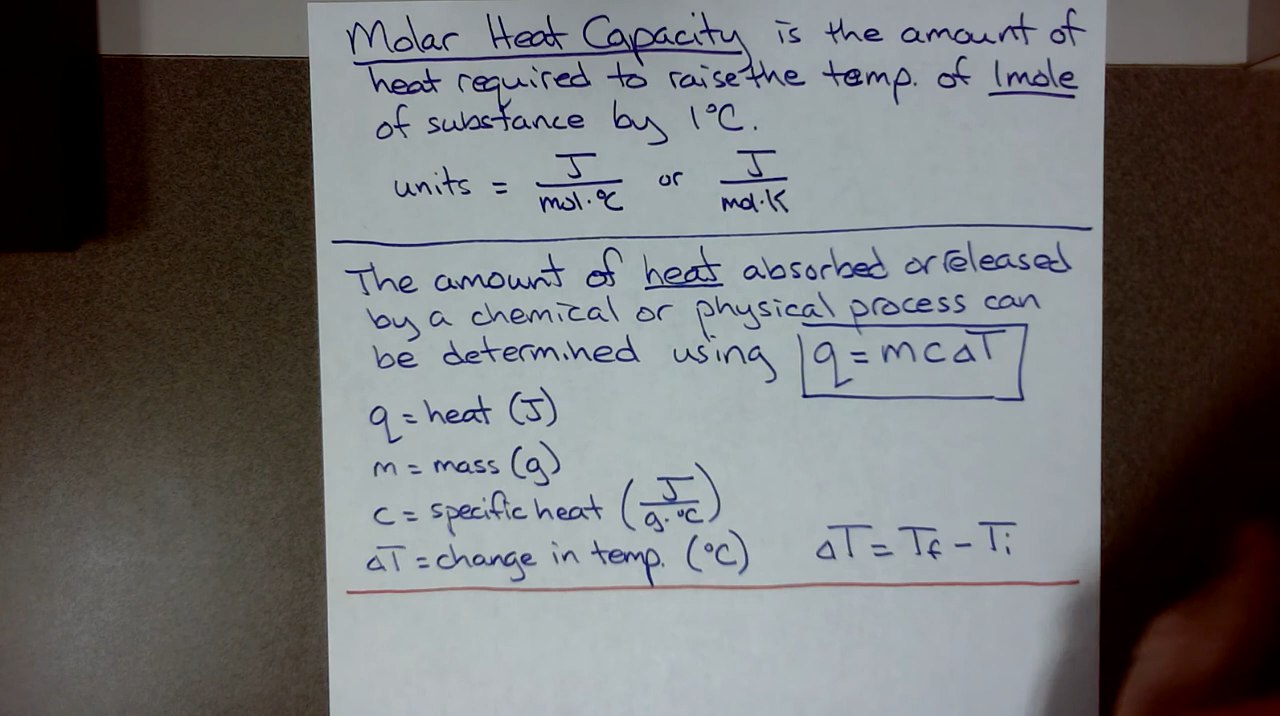 Molar Heat Capacity is the amount of
heat required to raise the temp. of 1mole
of substance by 1°C.
units = J/mol·°C or J/mol·K
The amount of heat absorbed or released
by a chemical or physical process can
be determined using q = mcΔT
q = heat (J)
m = mass (g)
c = specific heat (J/g·°C)
ΔT = change in temp. (°C) ΔT = Tf - Ti